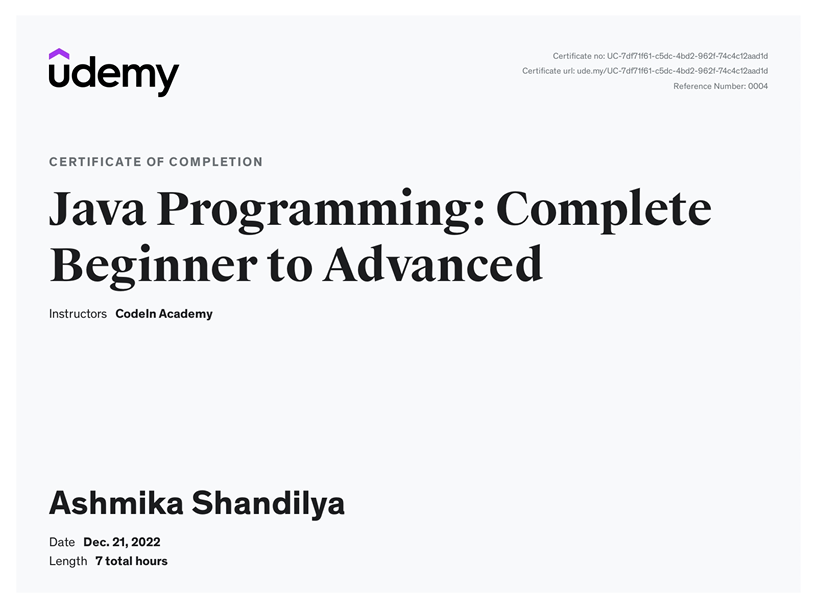 udemy
Certificate no: UC-7df71f61-c5dc-4bd2-962f-74c4c12aad1d
Certificate url: ude.my/UC-7df71f61-c5dc-4bd2-962f-74c4c12aad1d
Reference Number: 0004
CERTIFICATE OF COMPLETION
Java Programming: Complete
Beginner to Advanced
Instructors CodeIn Academy
Ashmika Shandilya
Date Dec. 21, 2022
Length 7 total hours